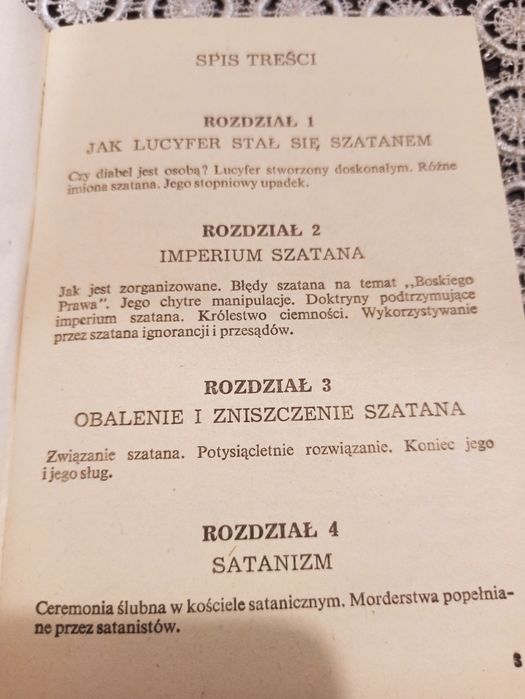 SPIS TREŚCI
ROZDZIAŁ 1
JAK LUCYFER STAŁ SIĘ SZATANEM
Czy diabeł jest osobą? Lucyfer stworzony doskonałym. Różne
imiona szatana. Jego stopniowy upadek.
ROZDZIAŁ 2
IMPERIUM SZATANA
Jak jest zorganizowane. Błędy szatana na temat „Boskiego
Prawa". Jego chytre manipulacje. Doktryny podtrzymujące
imperium szatana. Królestwo ciemności. Wykorzystywanie
przez szatana ignorancji i przesądów.
ROZDZIAŁ 3
OBALENIE I ZNISZCZENIE SZATANA
Związanie szatana. Potysiącletnie rozwiązanie. Koniec jego
i jego sług.
ROZDZIAŁ 4
SATANIZM
Ceremonia ślubna w kościele satanicznym. Morderstwa popełnia-
ne przez satanistów.